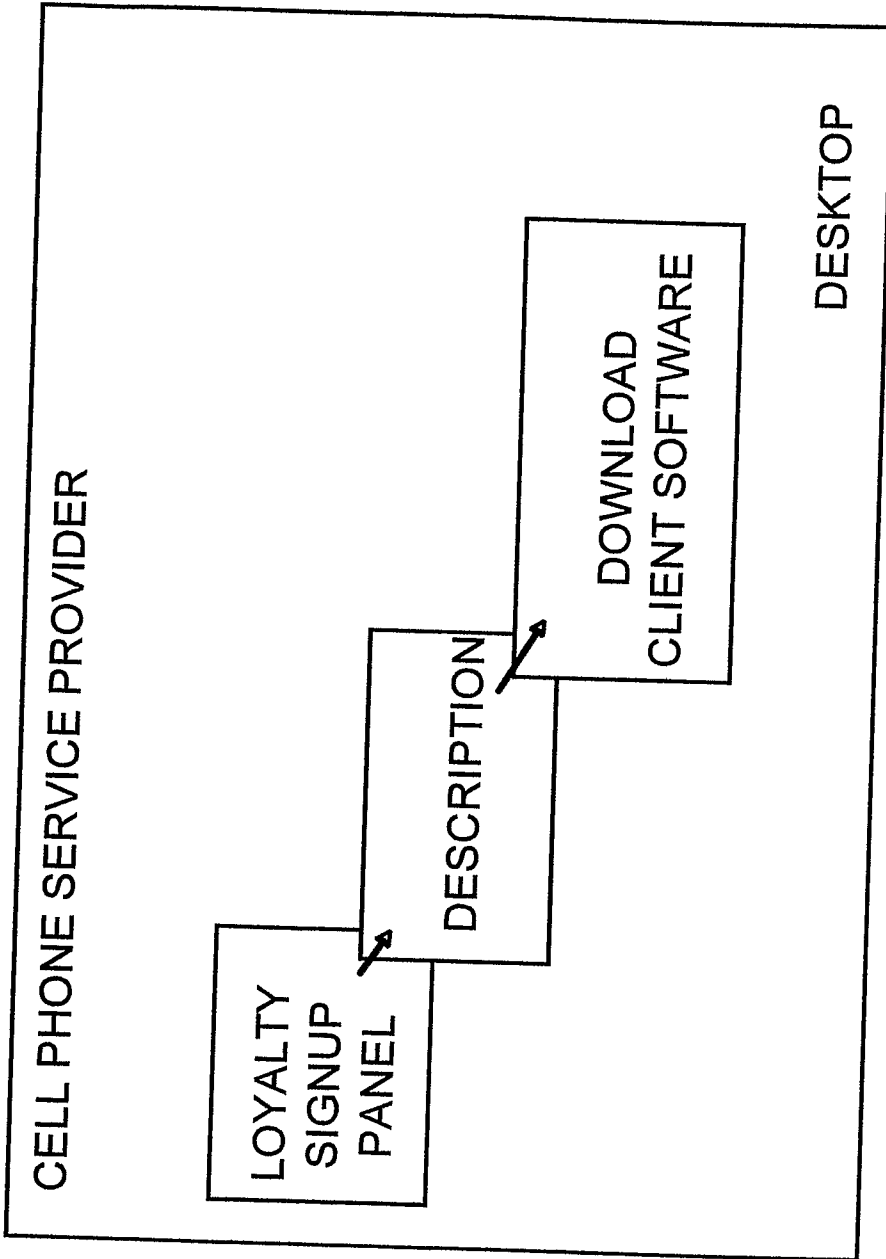 CELL PHONE SERVICE PROVIDER
LOYALTY
SIGNUP
PANEL
DESCRIPTION
DOWNLOAD
CLIENT SOFTWARE
DESKTOP